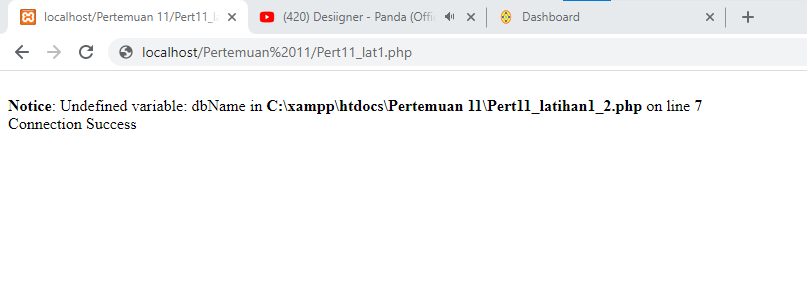 localhost/Pertemuan 11/Pert11_la
(420) Desiigner - Panda (Offi
Dashboard
localhost/Pertemuan%2011/Pert11_lat1.php
Notice: Undefined variable: dbName in C:\xampp\htdocs\Pertemuan 11\Pert11_latihan1_2.php on line 7
Connection Success